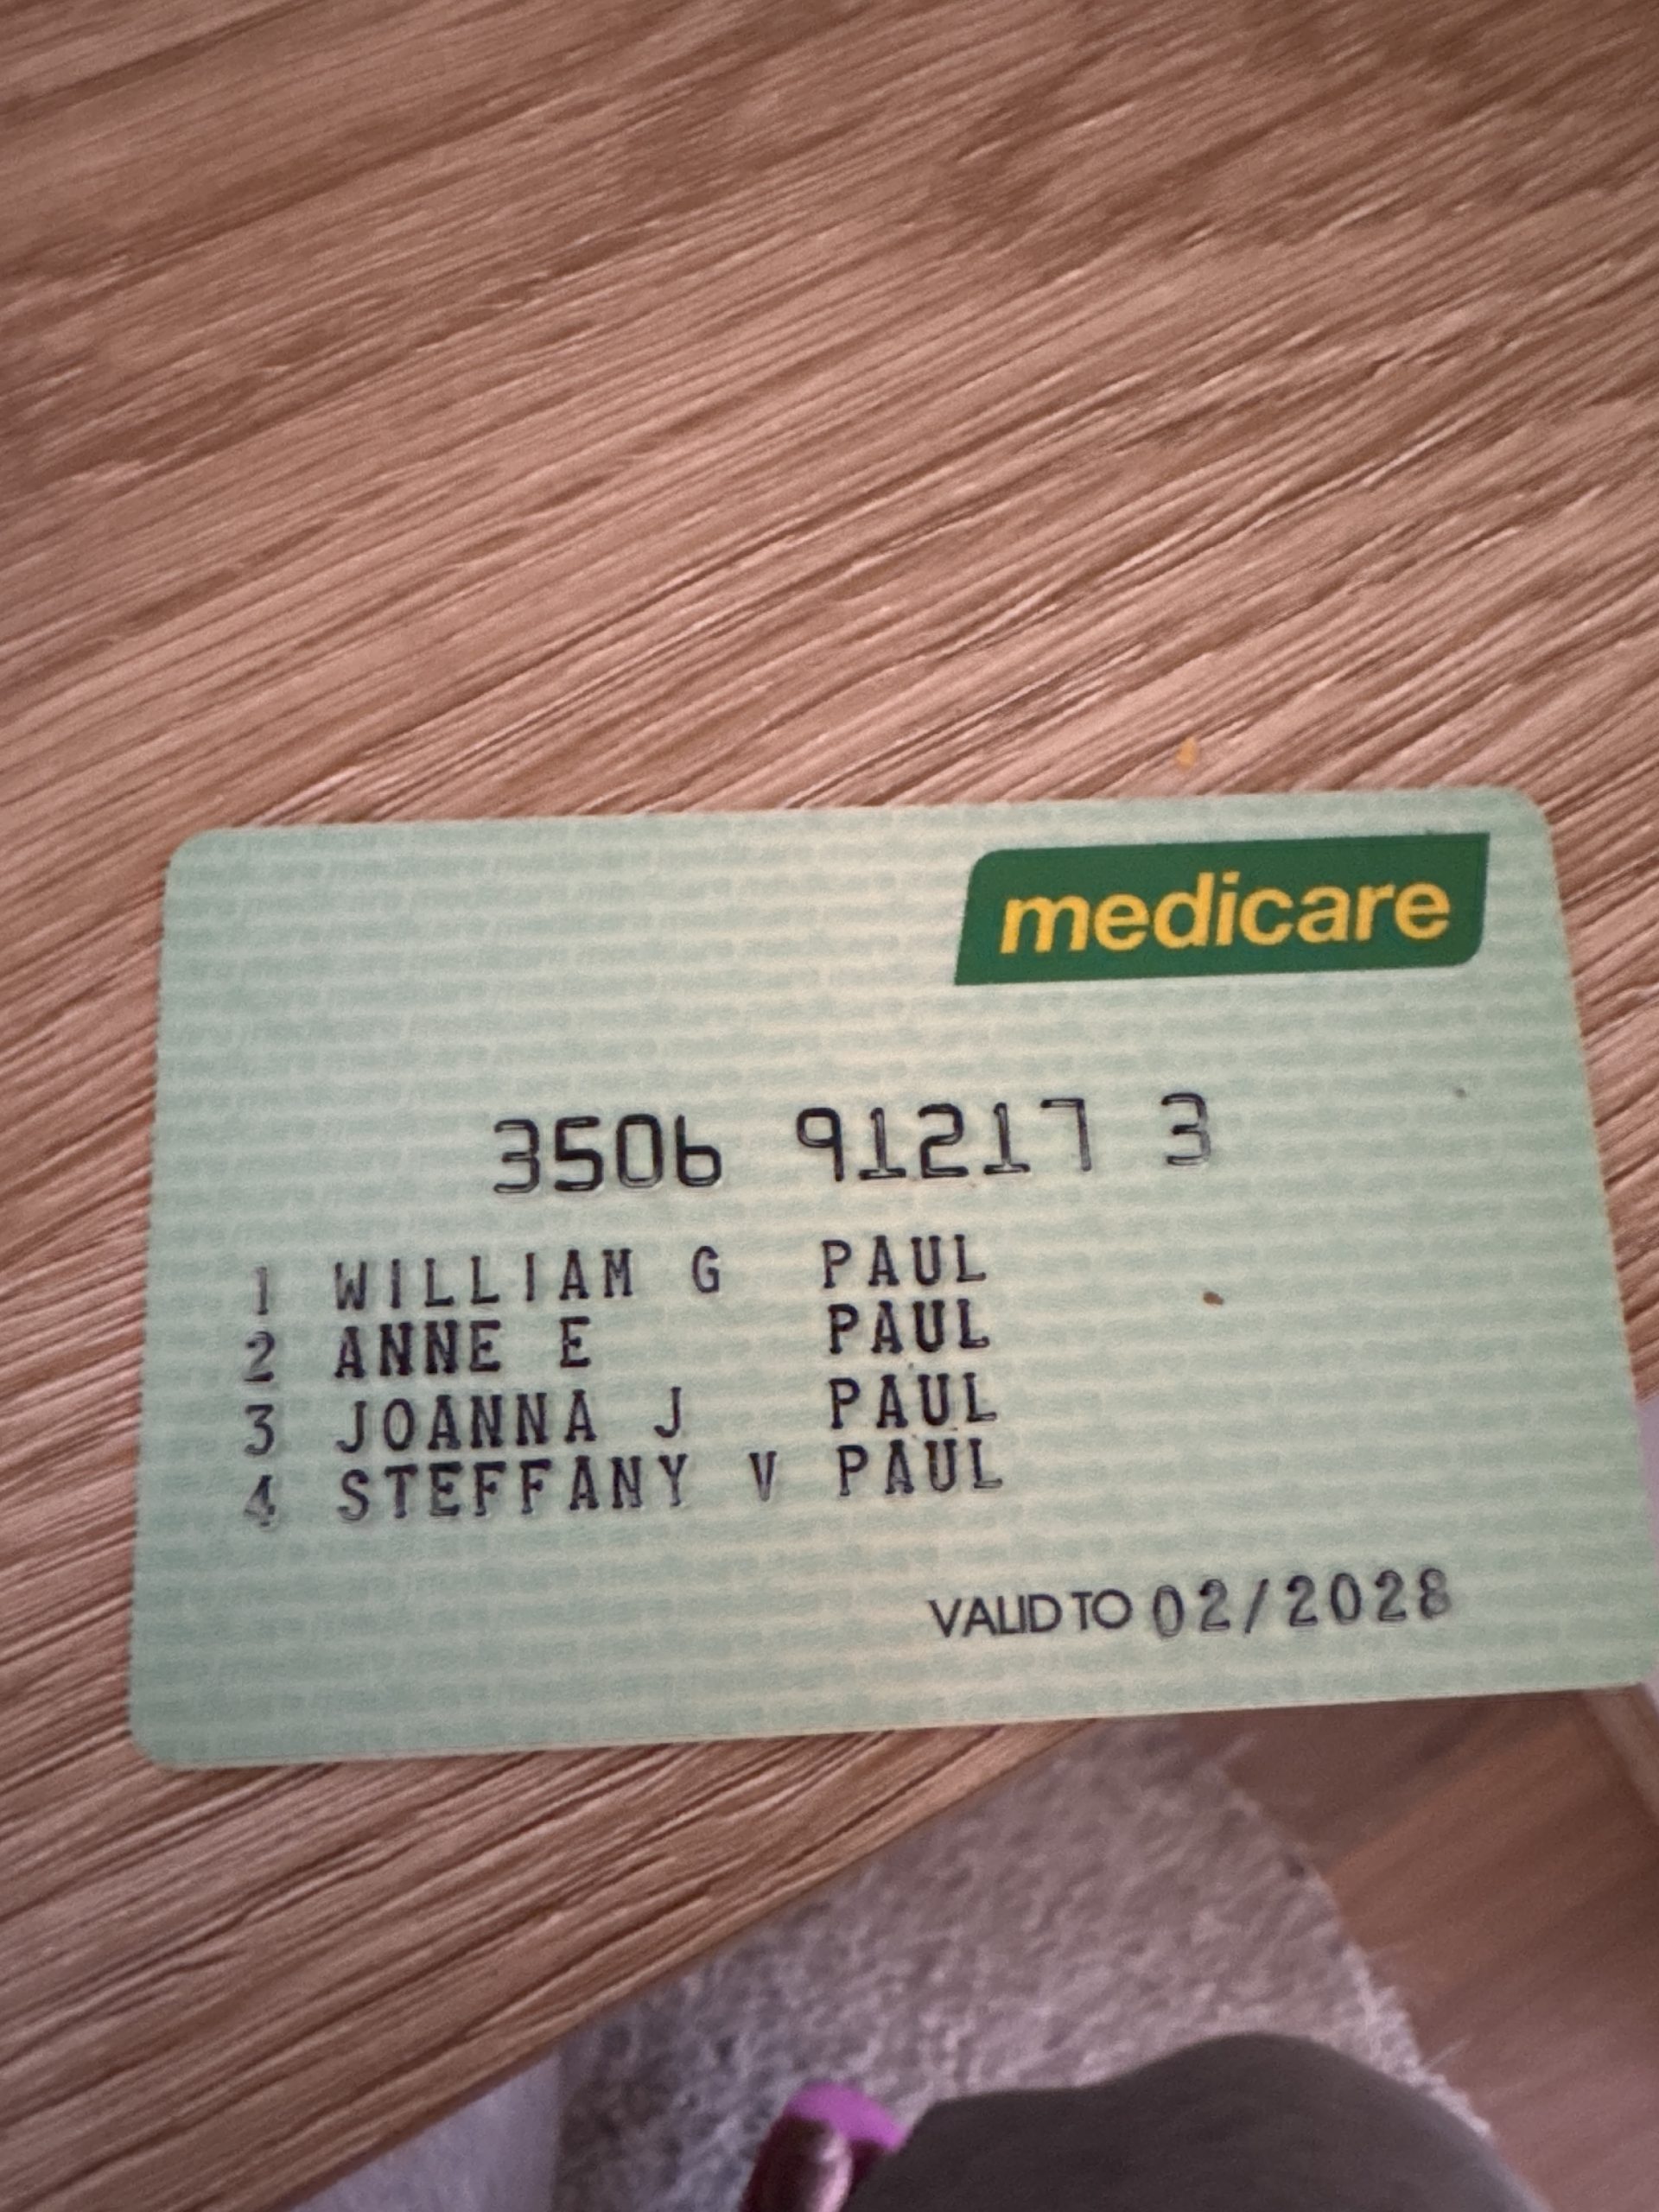 medicare
3506 91217 3
1 WILLIAM G PAUL
2 ANNE E PAUL
3 JOANNA J PAUL
4 STEFFANY V PAUL
VALID TO 02/2028